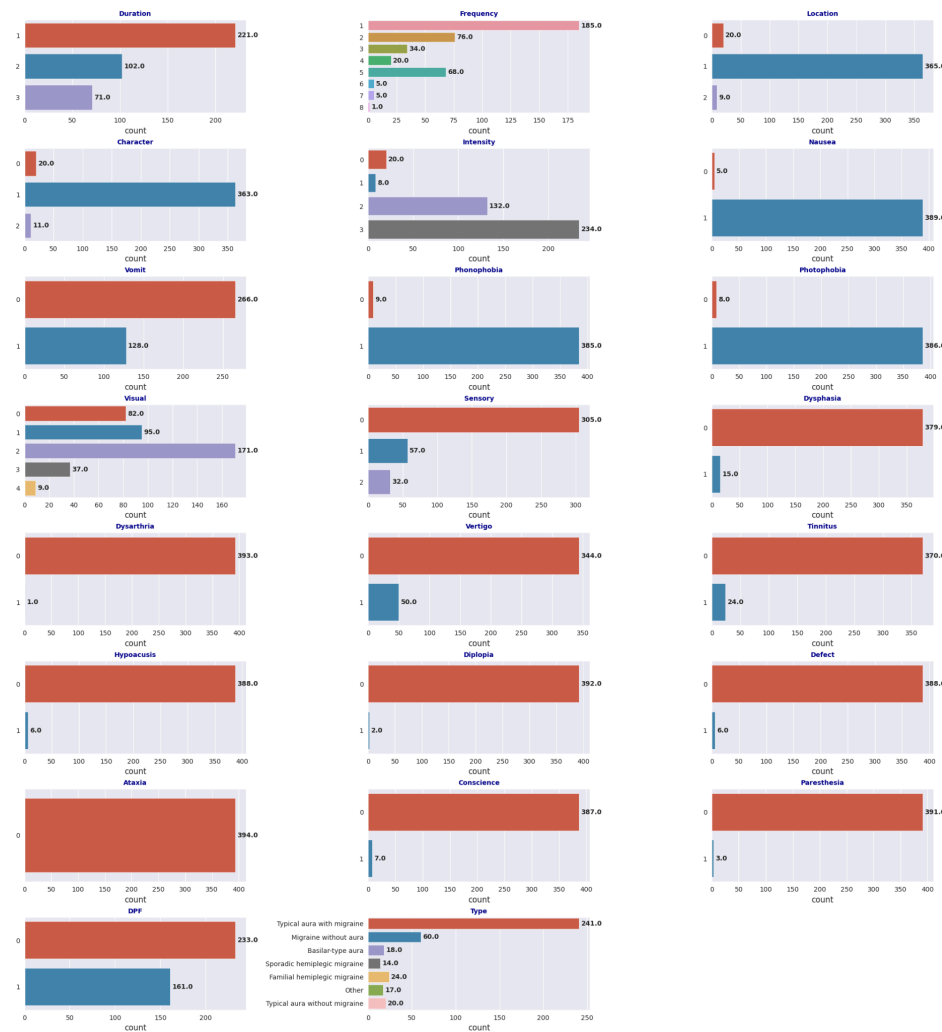 Duration
1 221.0
2 102.0
3 71.0
0 50 100 150 200
count
Frequency
1 185.0
2 76.0
3 34.0
4 20.0
5 68.0
6 5.0
7 5.0
8 1.0
0 25 50 75 100 125 150 175
count
Location
0 20.0
1 365.0
2 9.0
0 50 100 150 200 250 300 350
count
Character
0 20.0
1 363.0
2 11.0
0 50 100 150 200 250 300 350
count
Intensity
0 20.0
1 8.0
2 132.0
3 234.0
0 50 100 150 200
count
Nausea
0 5.0
1 389.0
0 50 100 150 200 250 300 350 400
count
Vomit
0 266.0
1 128.0
0 50 100 150 200 250
count
Phonophobia
0 9.0
1 385.0
0 50 100 150 200 250 300 350 400
count
Photophobia
0 8.0
1 386.0
0 50 100 150 200 250 300 350 400
count
Visual
0 82.0
1 95.0
2 171.0
3 37.0
4 9.0
0 20 40 60 80 100 120 140 160
count
Sensory
0 305.0
1 57.0
2 32.0
0 50 100 150 200 250 300
count
Dysphasia
0 379.0
1 15.0
0 50 100 150 200 250 300 350
count
Dysarthria
0 393.0
1 1.0
0 50 100 150 200 250 300 350 400
count
Vertigo
0 344.0
1 50.0
0 50 100 150 200 250 300 350
count
Tinnitus
0 370.0
1 24.0
0 50 100 150 200 250 300 350
count
Hypoacusis
0 388.0
1 6.0
0 50 100 150 200 250 300 350 400
count
Diplopia
0 392.0
1 2.0
0 50 100 150 200 250 300 350 400
count
Defect
0 388.0
1 6.0
0 50 100 150 200 250 300 350 400
count
Ataxia
0 394.0
0 50 100 150 200 250 300 350 400
count
Conscience
0 387.0
1 7.0
0 50 100 150 200 250 300 350 400
count
Paresthesia
0 391.0
1 3.0
0 50 100 150 200 250 300 350 400
count
DPF
0 233.0
1 161.0
0 50 100 150 200
count
Type
Typical aura with migraine 241.0
Migraine without aura 60.0
Basilar-type aura 18.0
Sporadic hemiplegic migraine 14.0
Familial hemiplegic migraine 24.0
Other 17.0
Typical aura without migraine 20.0
0 50 100 150 200 250
count